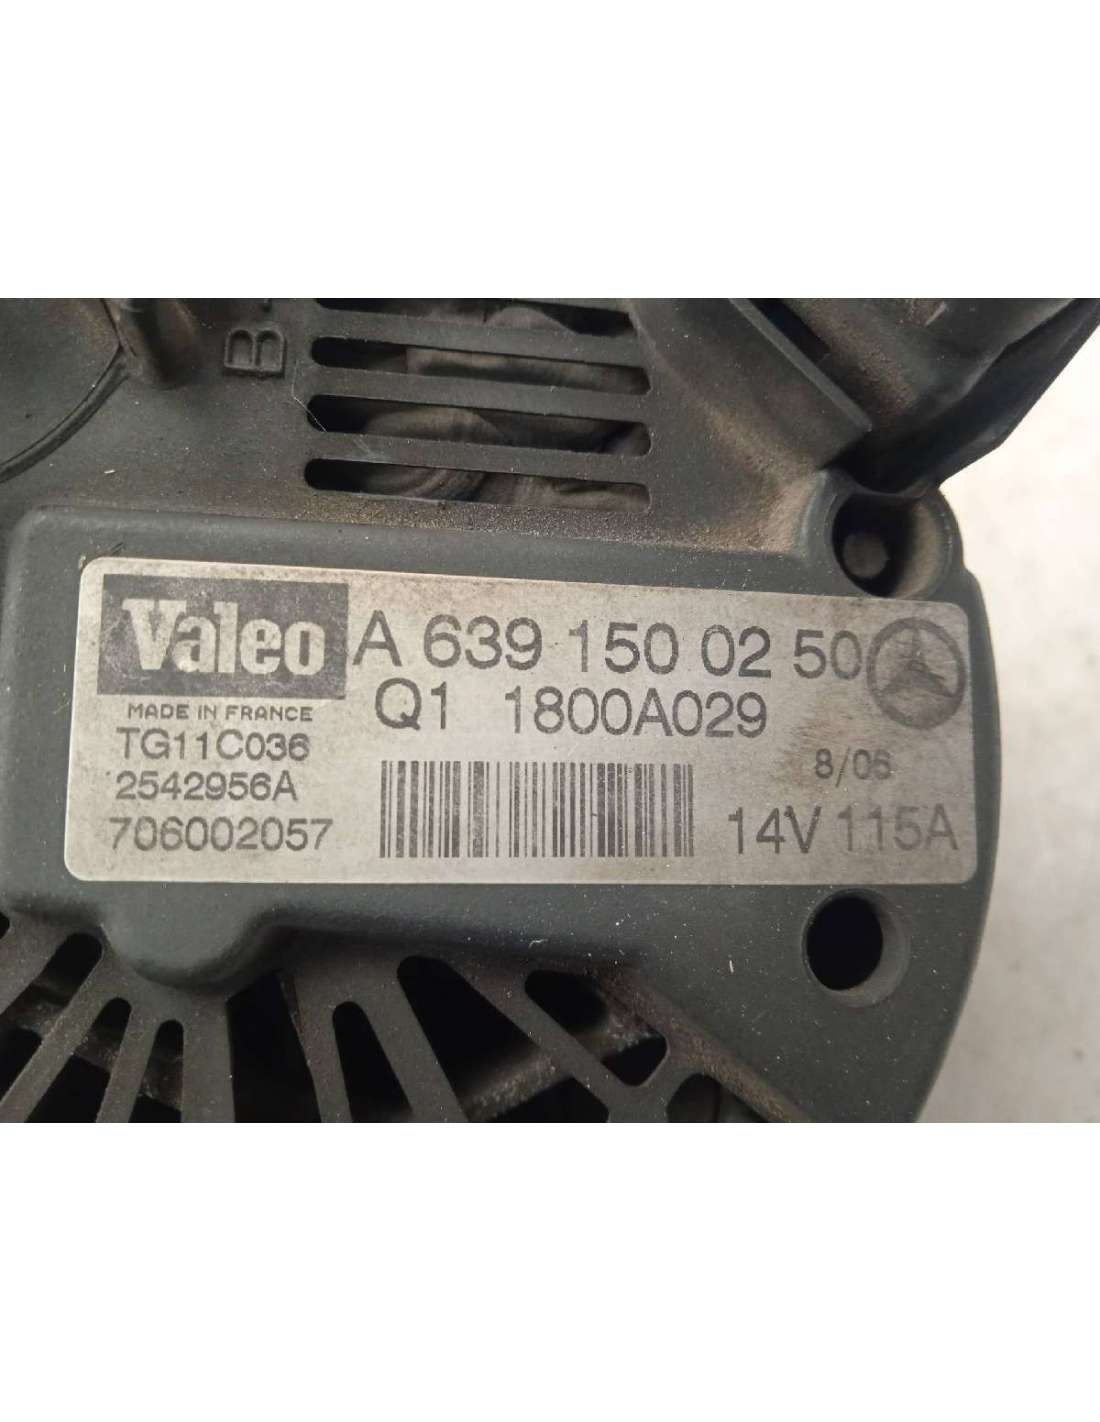 B+
Valeo
A 639 150 02 50
MADE IN FRANCE
Q1 1800A029
TG11C036
2542956A
8/06
706002057
14V 115A